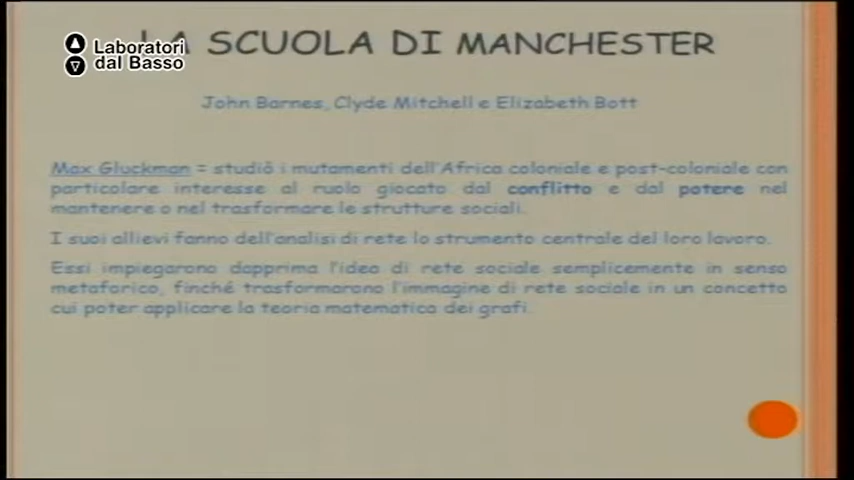 LA SCUOLA DI MANCHESTER
Laboratori
dal Basso
John Barnes, Clyde Mitchell e Elizabeth Bott
Max Gluckman = studiò i mutamenti dell'Africa coloniale e post-coloniale con
particolare interesse al ruolo giocato dal conflitto e dal potere nel
mantenere o nel trasformare le strutture sociali.
I suoi allievi fanno dell'analisi di rete lo strumento centrale del loro lavoro.
Essi impiegarono dapprima l'idea di rete sociale semplicemente in senso
metaforico, finché trasformarono l'immagine di rete sociale in un concetto
cui poter applicare la teoria matematica dei grafi.